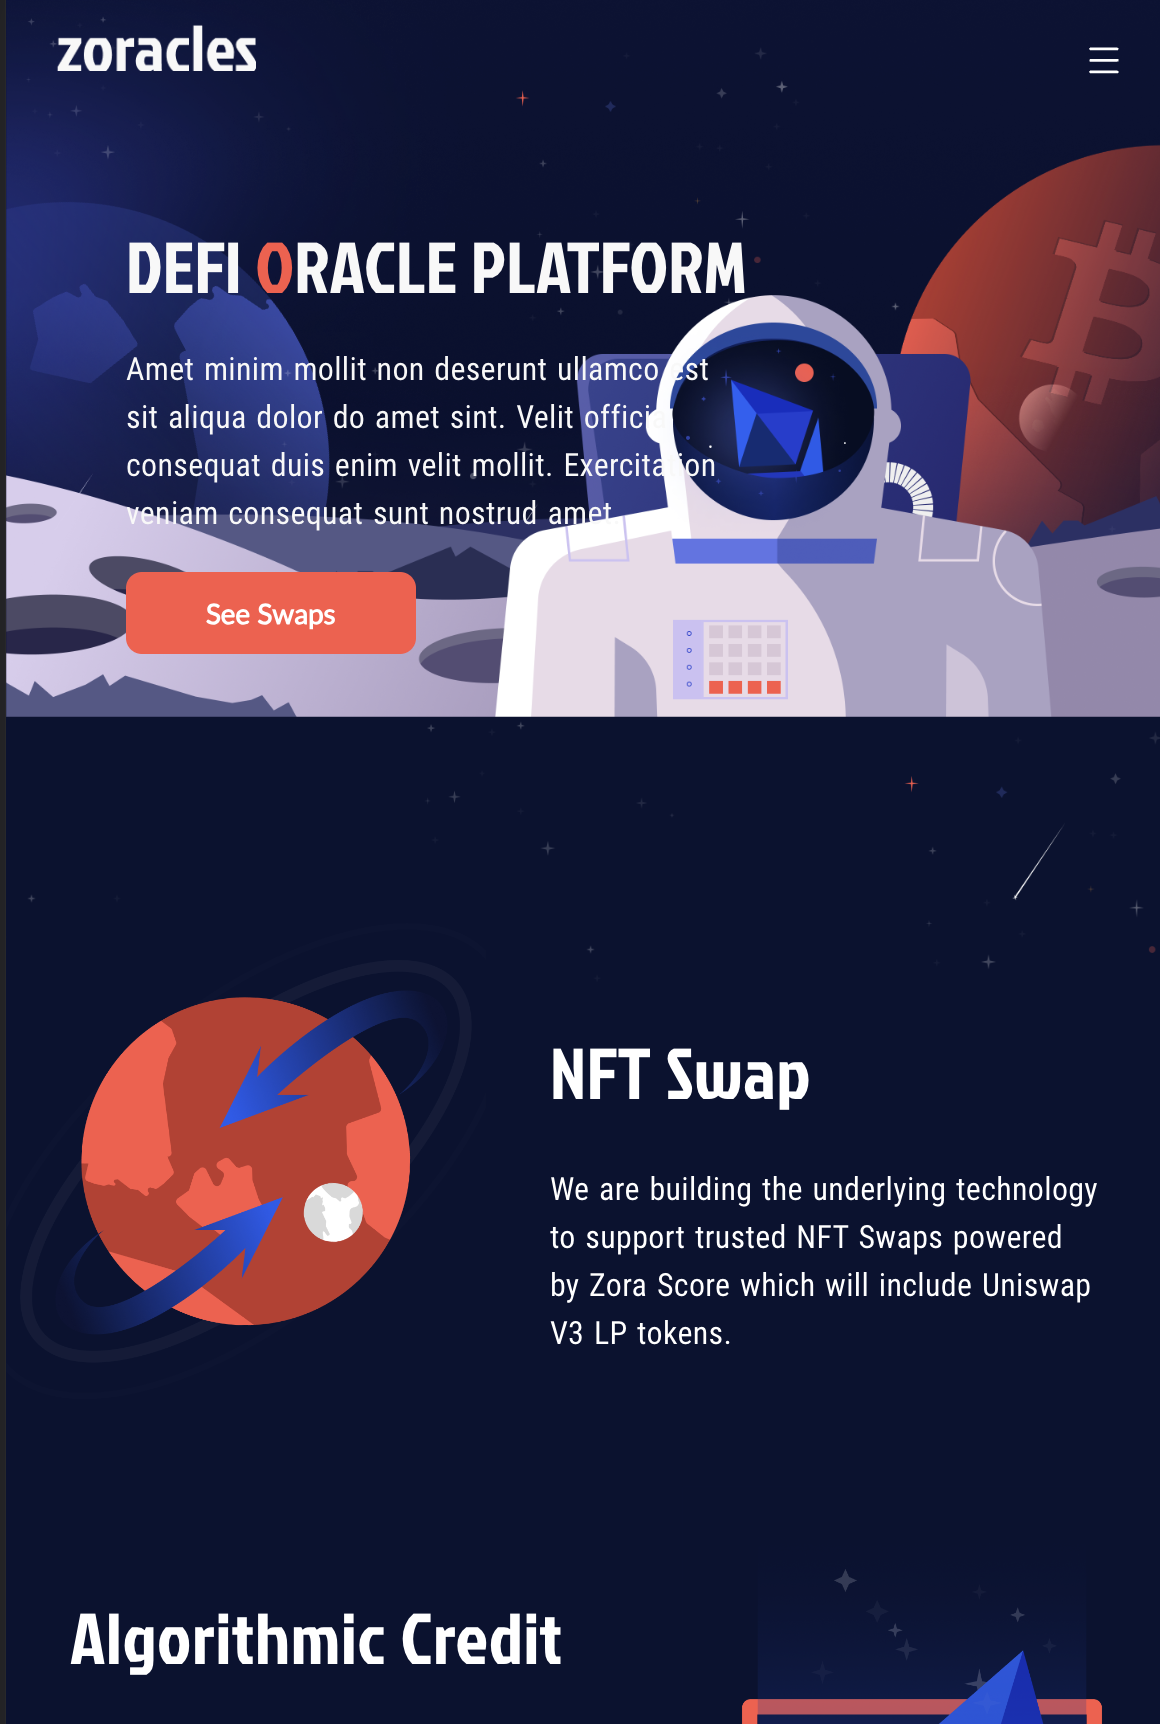 zoracles
DEFI ORACLE PLATFORM
Amet minim mollit non deserunt ullamco est
sit aliqua dolor do amet sint. Velit officia
consequat duis enim velit mollit. Exercitation
veniam consequat sunt nostrud amet.
See Swaps
NFT Swap
We are building the underlying technology
to support trusted NFT Swaps powered
by Zora Score which will include Uniswap
V3 LP tokens.
Algorithmic Credit